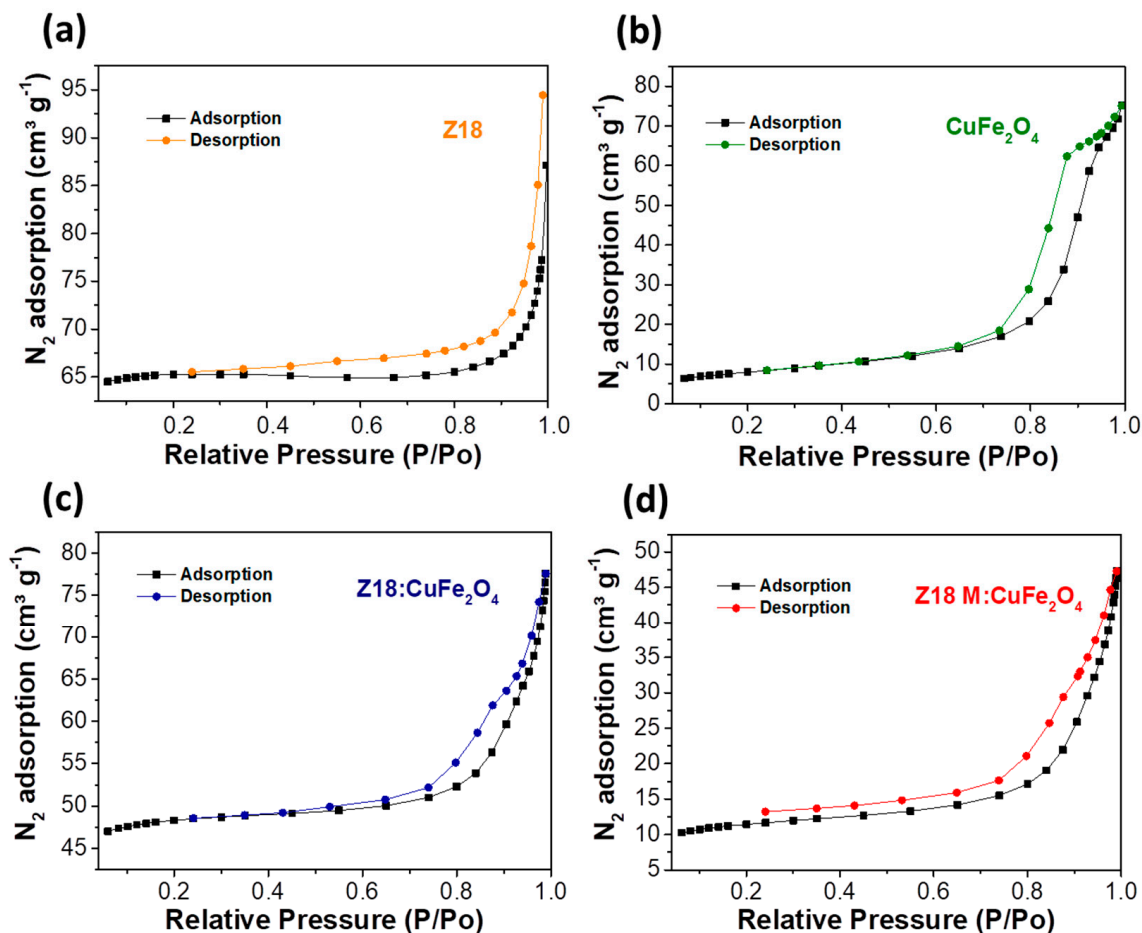 (a)
N₂ adsorption (cm³ g⁻¹)
95
90
85
80
75
70
65
Adsorption
Desorption
Z18
0.2 0.4 0.6 0.8 1.0
Relative Pressure (P/Po)
(b)
N₂ adsorption (cm³ g⁻¹)
80
70
60
50
40
30
20
10
0
Adsorption
Desorption
CuFe₂O₄
0.2 0.4 0.6 0.8 1.0
Relative Pressure (P/Po)
(c)
N₂ adsorption (cm³ g⁻¹)
80
75
70
65
60
55
50
45
Adsorption
Desorption
Z18:CuFe₂O₄
0.2 0.4 0.6 0.8 1.0
Relative Pressure (P/Po)
(d)
N₂ adsorption (cm³ g⁻¹)
50
45
40
35
30
25
20
15
10
5
Adsorption
Desorption
Z18 M:CuFe₂O₄
0.2 0.4 0.6 0.8 1.0
Relative Pressure (P/Po)